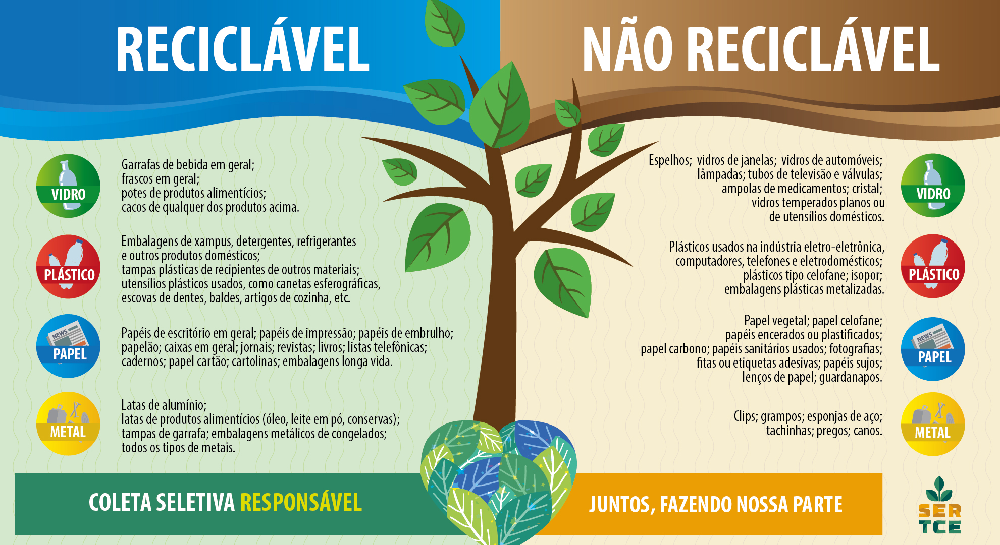 RECICLÁVEL
VIDRO
Garrafas de bebida em geral;
frascos em geral;
potes de produtos alimentícios;
cacos de qualquer dos produtos acima.
PLÁSTICO
Embalagens de xampus, detergentes, refrigerantes
e outros produtos domésticos;
tampas plásticas de recipientes de outros materiais;
utensílios plásticos usados, como canetas esferográficas,
escovas de dentes, baldes, artigos de cozinha, etc.
NEWS
PAPEL
Papéis de escritório em geral; papéis de impressão; papéis de embrulho;
papelão; caixas em geral; jornais; revistas; livros; listas telefônicas;
cadernos; papel cartão; cartolinas; embalagens longa vida.
METAL
Latas de alumínio;
latas de produtos alimentícios (óleo, leite em pó, conservas);
tampas de garrafa; embalagens metálicos de congelados;
todos os tipos de metais.
COLETA SELETIVA RESPONSÁVEL
NÃO RECICLÁVEL
Espelhos; vidros de janelas; vidros de automóveis;
lâmpadas; tubos de televisão e válvulas;
ampolas de medicamentos; cristal;
vidros temperados planos ou
de utensílios domésticos.
VIDRO
Plásticos usados na indústria eletro-eletrônica,
computadores, telefones e eletrodomésticos;
plásticos tipo celofane; isopor;
embalagens plásticas metalizadas.
PLÁSTICO
Papel vegetal; papel celofane;
papéis encerados ou plastificados;
papel carbono; papéis sanitários usados; fotografias;
fitas ou etiquetas adesivas; papéis sujos;
lenços de papel; guardanapos.
NEWS
PAPEL
Clips; grampos; esponjas de aço;
tachinhas; pregos; canos.
METAL
JUNTOS, FAZENDO NOSSA PARTE
SER
TCE